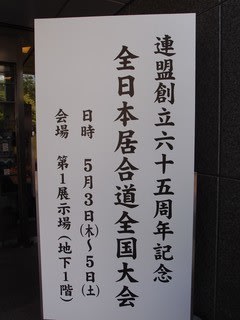 連盟創立六十五周年記念
全日本居合道全国大会
日時　5月3日(木)～5日(土)
会場　第1展示場(地下1階)